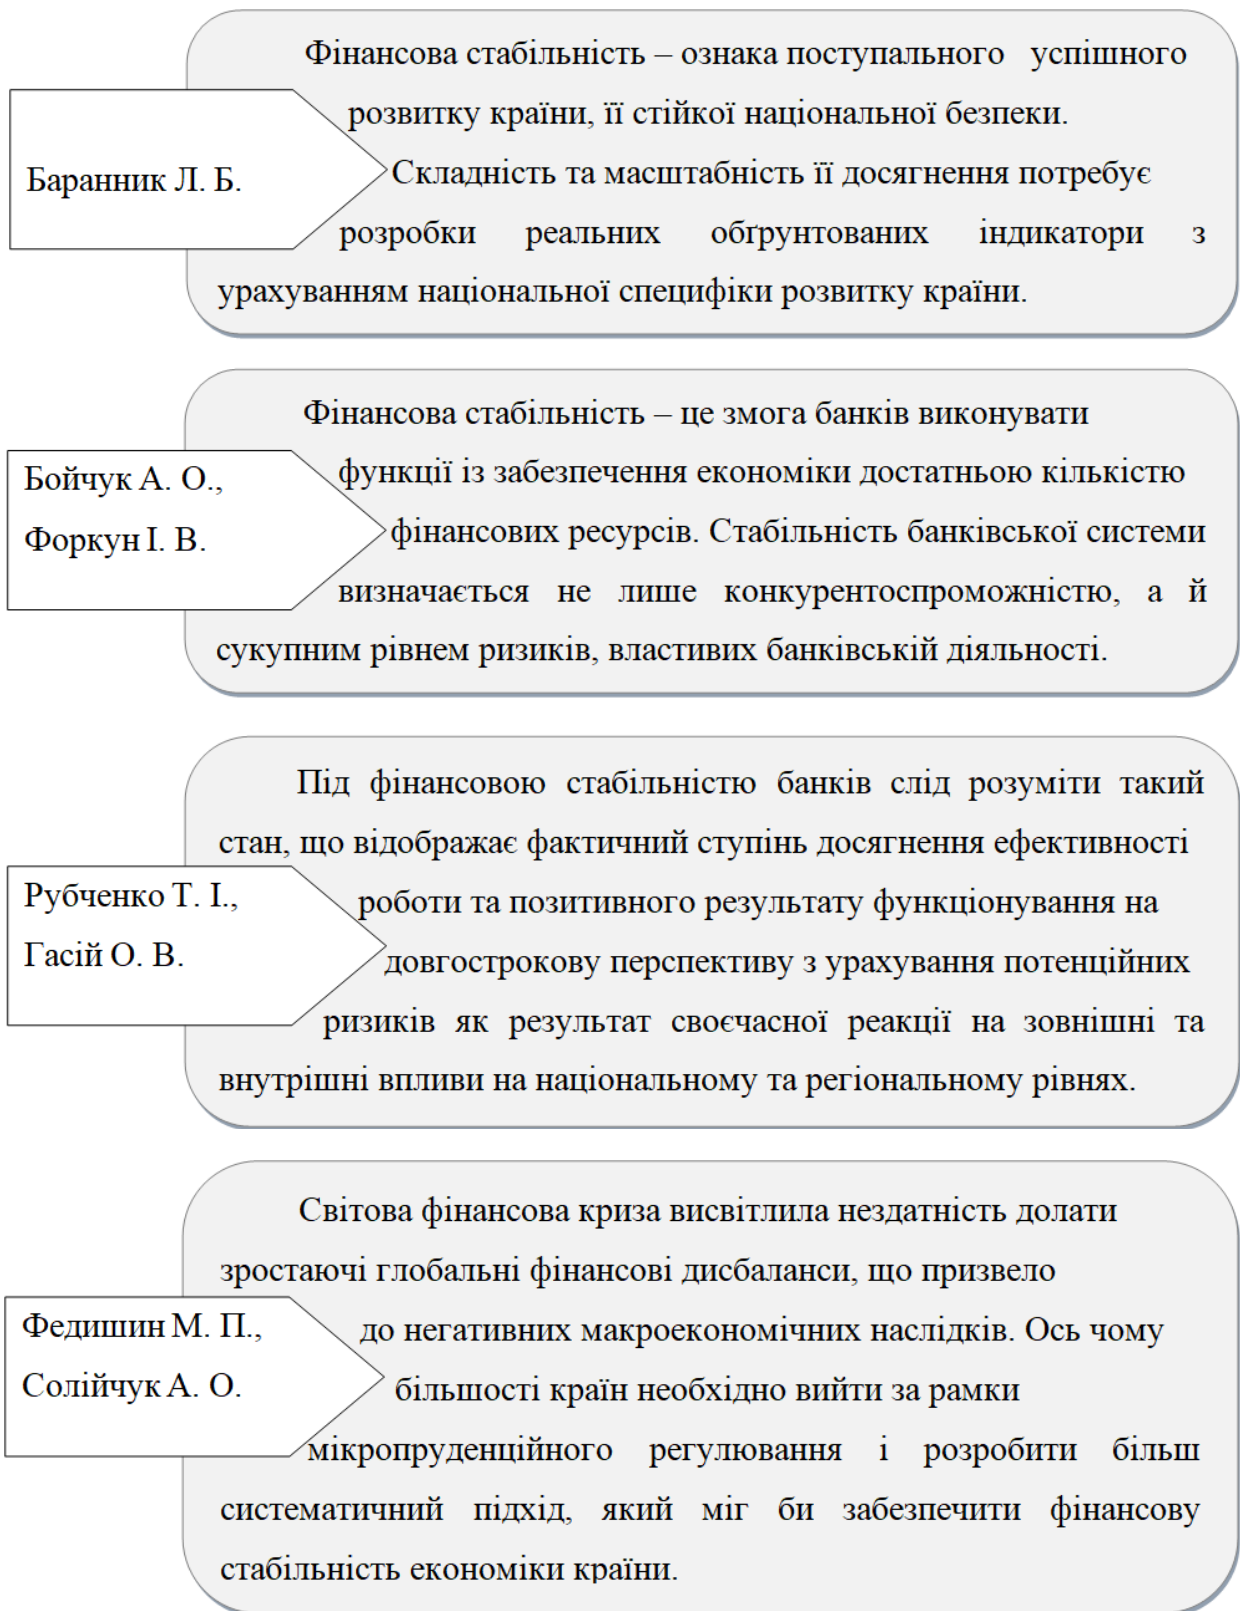 Баранник Л. Б.
Фінансова стабільність – ознака поступального успішного
розвитку країни, її стійкої національної безпеки.
Складність та масштабність її досягнення потребує
розробки реальних обґрунтованих індикатори з
урахуванням національної специфіки розвитку країни.
Бойчук А. О.,
Форкун І. В.
Фінансова стабільність – це змога банків виконувати
функції із забезпечення економіки достатньою кількістю
фінансових ресурсів. Стабільність банківської системи
визначається не лише конкурентоспроможністю, а й
сукупним рівнем ризиків, властивих банківській діяльності.
Рубченко Т. І.,
Гасій О. В.
Під фінансовою стабільністю банків слід розуміти такий
стан, що відображає фактичний ступінь досягнення ефективності
роботи та позитивного результату функціонування на
довгострокову перспективу з урахування потенційних
ризиків як результат своєчасної реакції на зовнішні та
внутрішні впливи на національному та регіональному рівнях.
Федишин М. П.,
Солійчук А. О.
Світова фінансова криза висвітлила нездатність долати
зростаючі глобальні фінансові дисбаланси, що призвело
до негативних макроекономічних наслідків. Ось чому
більшості країн необхідно вийти за рамки
мікропруденційного регулювання і розробити більш
систематичний підхід, який міг би забезпечити фінансову
стабільність економіки країни.